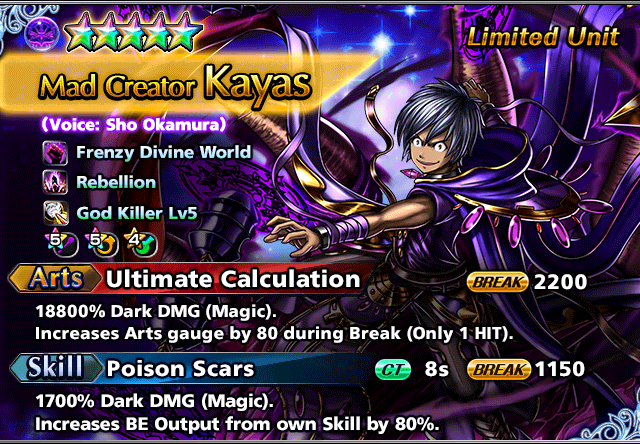 Limited Unit
Mad Creator Kayas
(Voice: Sho Okamura)
Frenzy Divine World
Rebellion
God Killer Lv5
5 5 4
Arts Ultimate Calculation BREAK 2200
18800% Dark DMG (Magic).
Increases Arts gauge by 80 during Break (Only 1 HIT).
Skill Poison Scars CT 8s BREAK 1150
1700% Dark DMG (Magic).
Increases BE Output from own Skill by 80%.